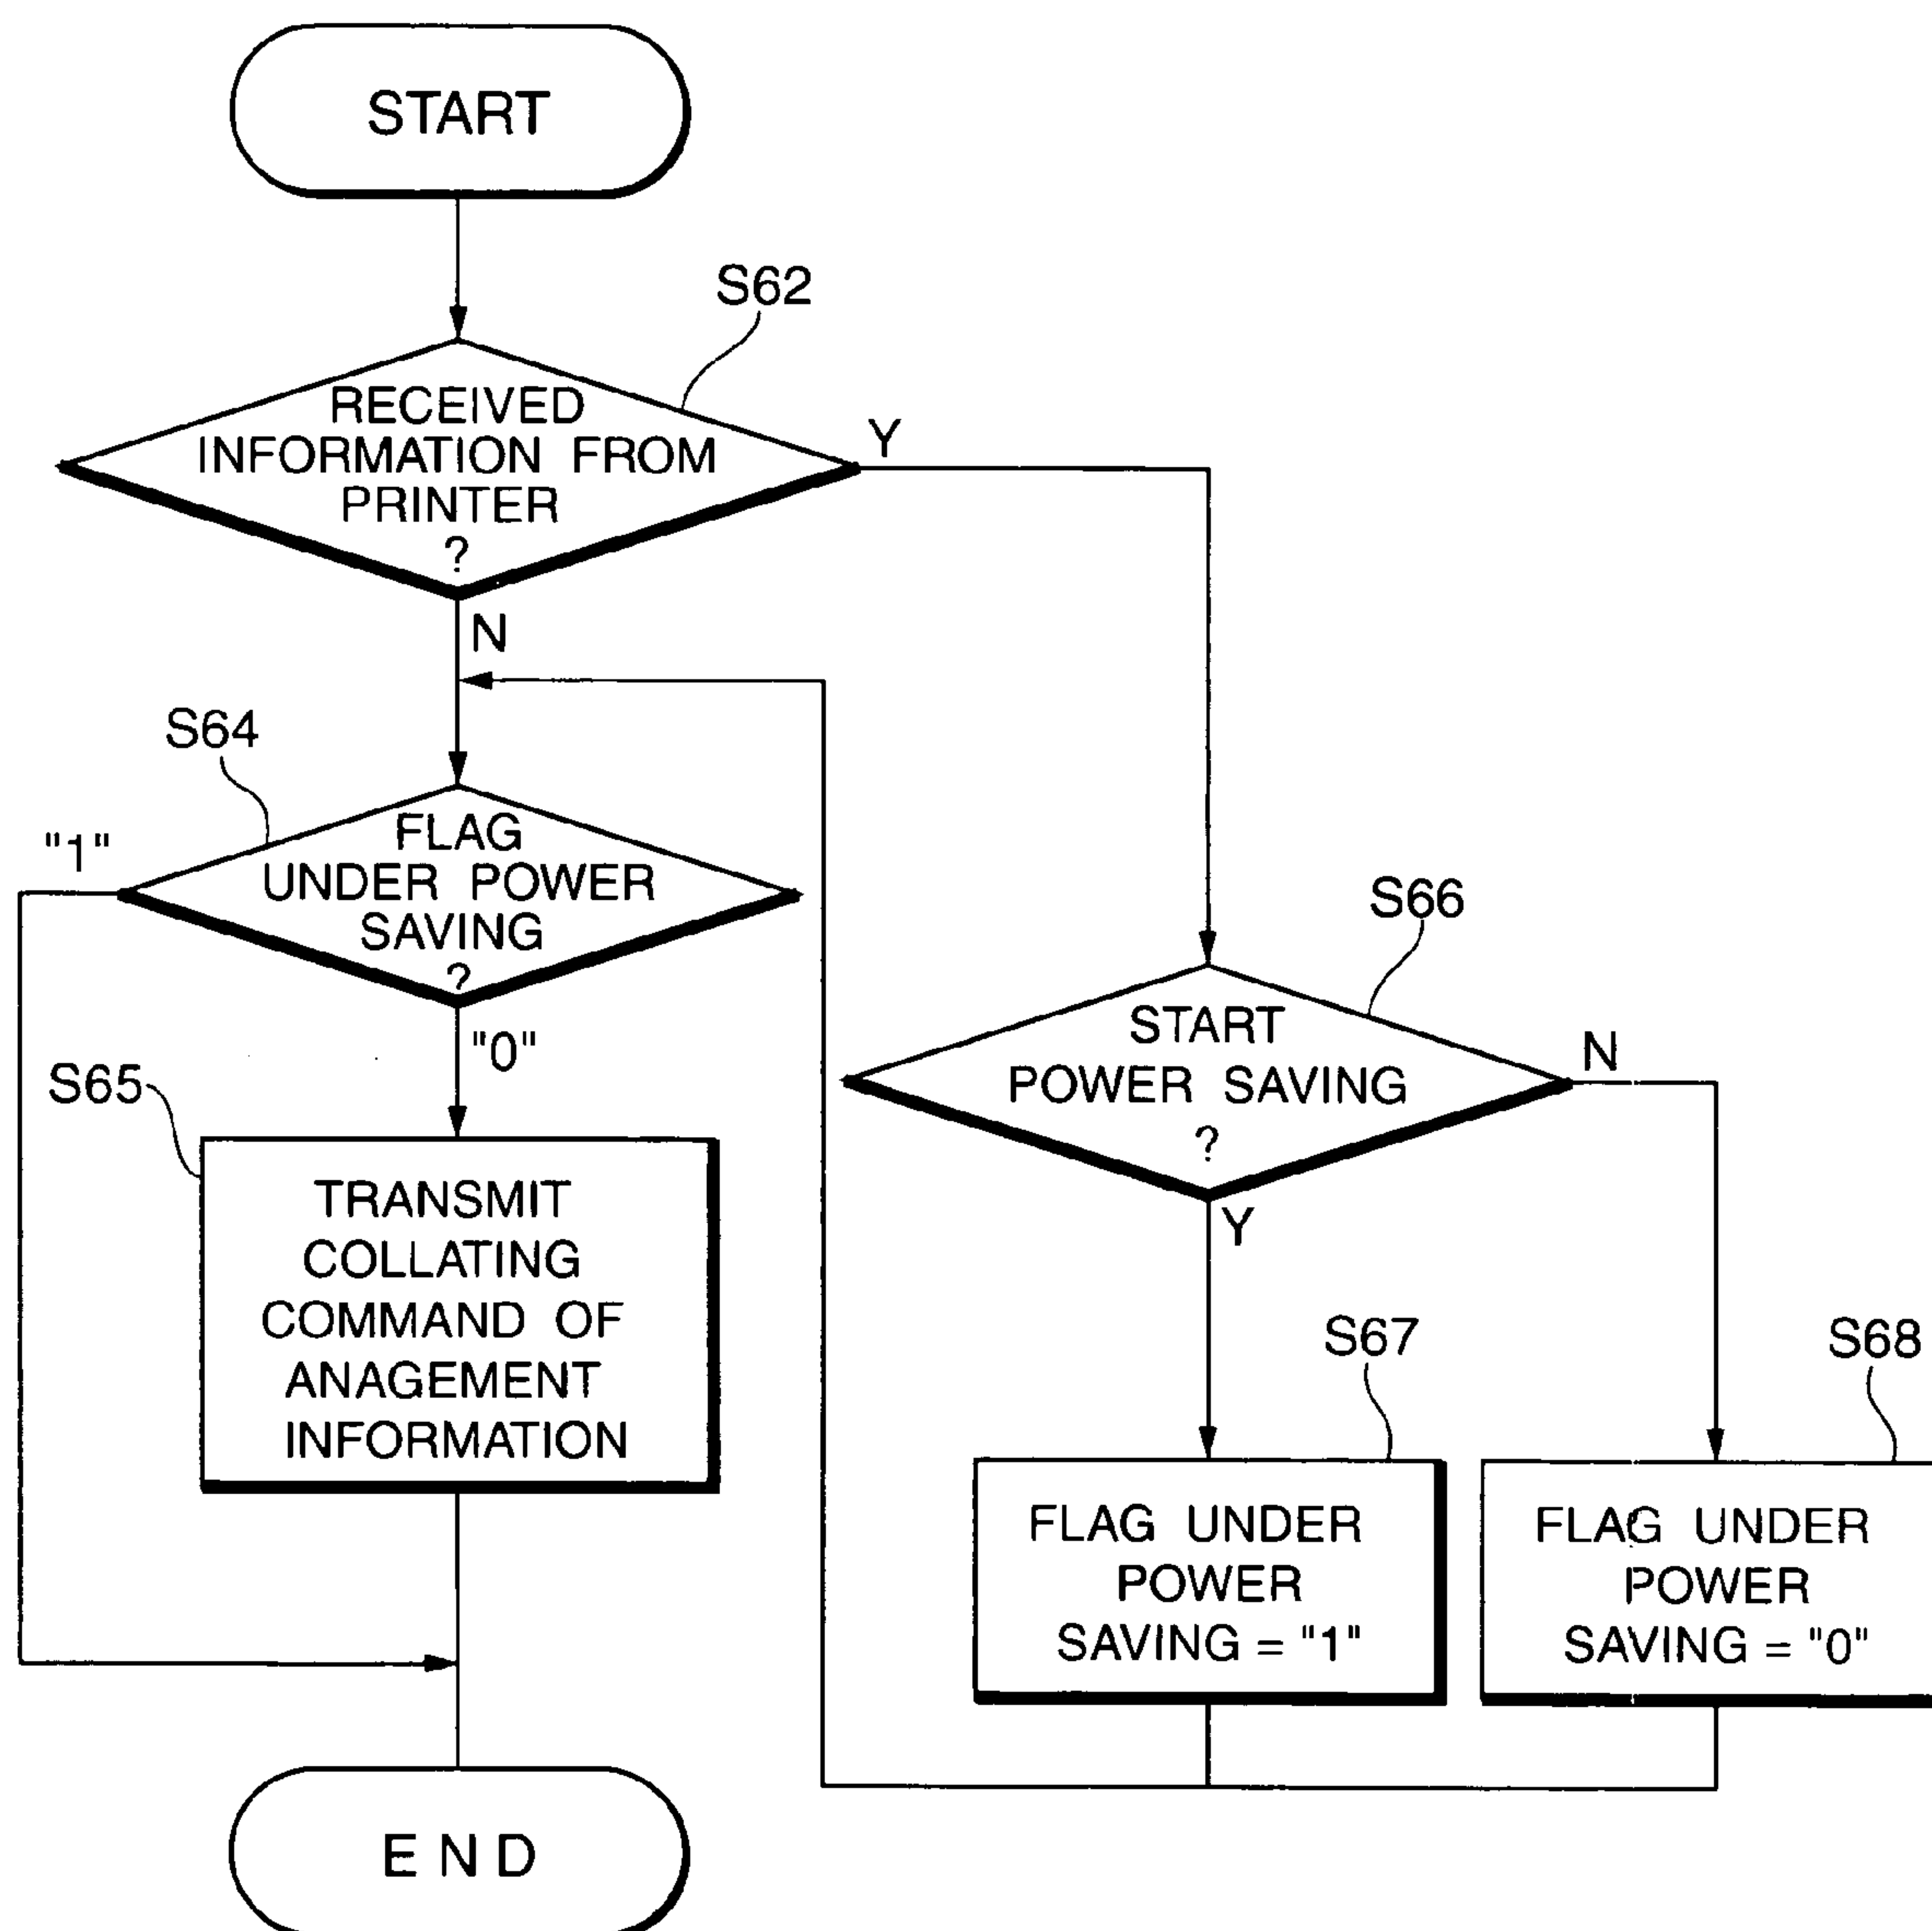 START
S62
RECEIVED
INFORMATION FROM
PRINTER
?
Y
N
S64
FLAG
UNDER POWER
SAVING
?
"1"
"0"
S65
TRANSMIT
COLLATING
COMMAND OF
ANAGEMENT
INFORMATION
S66
START
POWER SAVING
?
N
Y
S67
FLAG UNDER
POWER
SAVING = "1"
S68
FLAG UNDER
POWER
SAVING = "0"
END